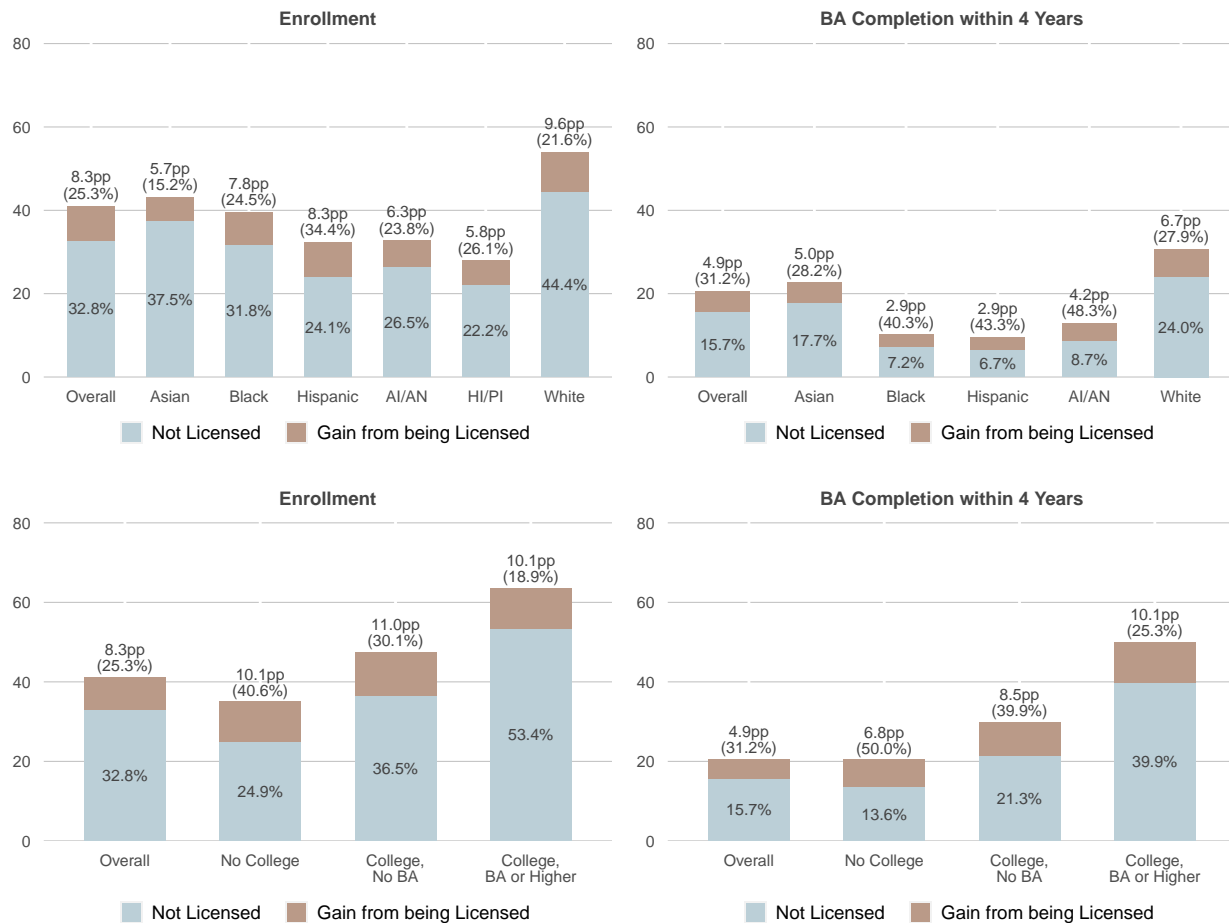 Enrollment
80
60
40
20
0
8.3pp
(25.3%)
5.7pp
(15.2%)
7.8pp
(24.5%)
8.3pp
(34.4%)
6.3pp
(23.8%)
5.8pp
(26.1%)
9.6pp
(21.6%)
32.8%
37.5%
31.8%
24.1%
26.5%
22.2%
44.4%
Overall Asian Black Hispanic AI/AN HI/PI White
Not Licensed Gain from being Licensed
BA Completion within 4 Years
80
60
40
20
0
4.9pp
(31.2%)
5.0pp
(28.2%)
2.9pp
(40.3%)
2.9pp
(43.3%)
4.2pp
(48.3%)
6.7pp
(27.9%)
15.7%
17.7%
7.2%
6.7%
8.7%
24.0%
Overall Asian Black Hispanic AI/AN White
Not Licensed Gain from being Licensed
Enrollment
80
60
40
20
0
8.3pp
(25.3%)
10.1pp
(40.6%)
11.0pp
(30.1%)
10.1pp
(18.9%)
32.8%
24.9%
36.5%
53.4%
Overall
No College
College,
No BA
College,
BA or Higher
Not Licensed Gain from being Licensed
BA Completion within 4 Years
80
60
40
20
0
4.9pp
(31.2%)
6.8pp
(50.0%)
8.5pp
(39.9%)
10.1pp
(25.3%)
15.7%
13.6%
21.3%
39.9%
Overall
No College
College,
No BA
College,
BA or Higher
Not Licensed Gain from being Licensed